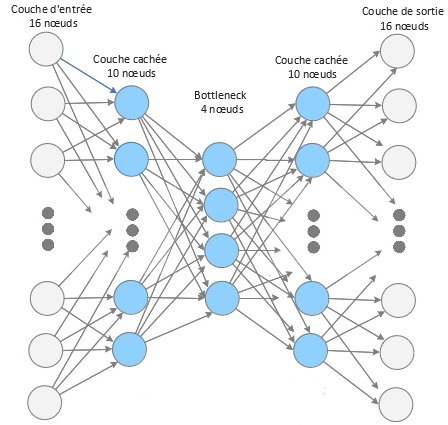 Couche d'entrée
16 nœuds
Couche cachée
10 nœuds
Bottleneck
4 nœuds
Couche cachée
10 nœuds
Couche de sortie
16 nœuds